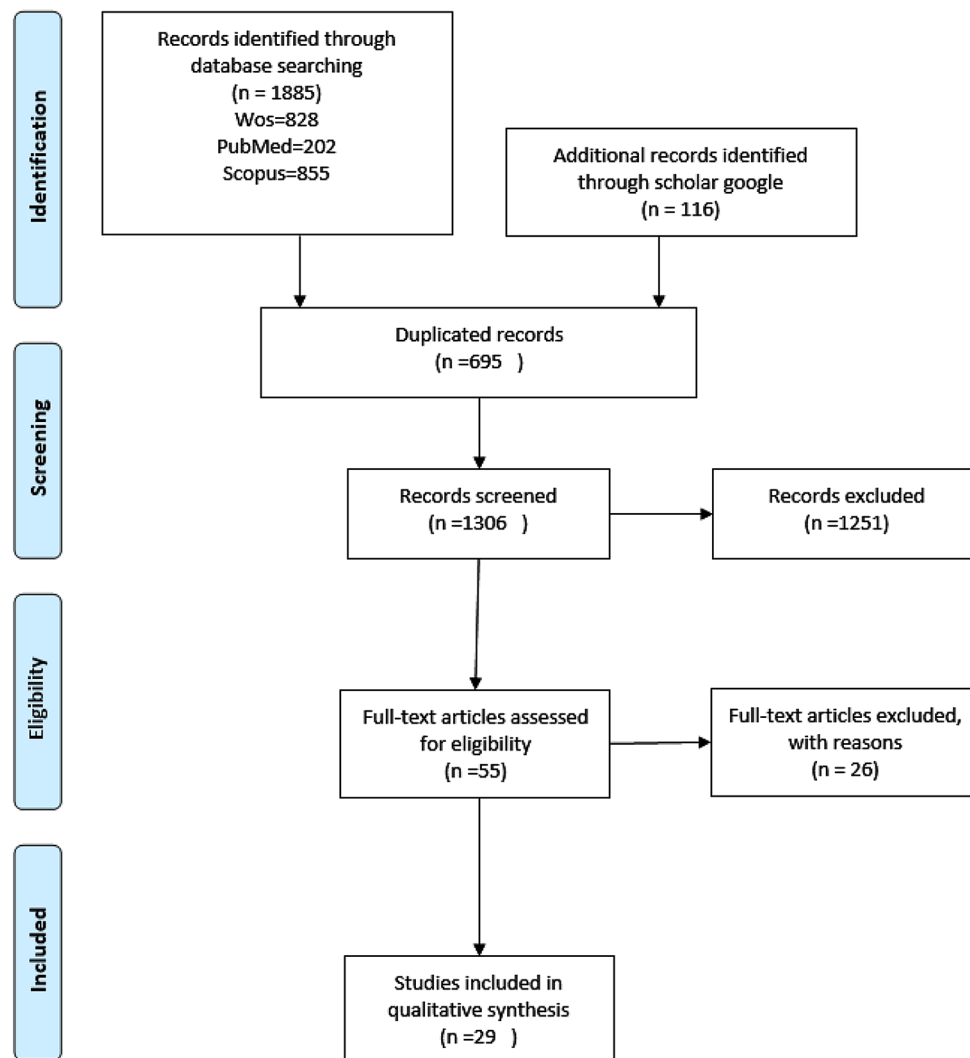 Identification
Records identified through
database searching
(n = 1885)
Wos=828
PubMed=202
Scopus=855
Additional records identified
through scholar google
(n = 116)
Duplicated records
(n =695   )
Screening
Records screened
(n =1306   )
Records excluded
(n =1251)
Eligibility
Full-text articles assessed
for eligibility
(n =55)
Full-text articles excluded,
with reasons
(n = 26)
Included
Studies included in
qualitative synthesis
(n =29   )